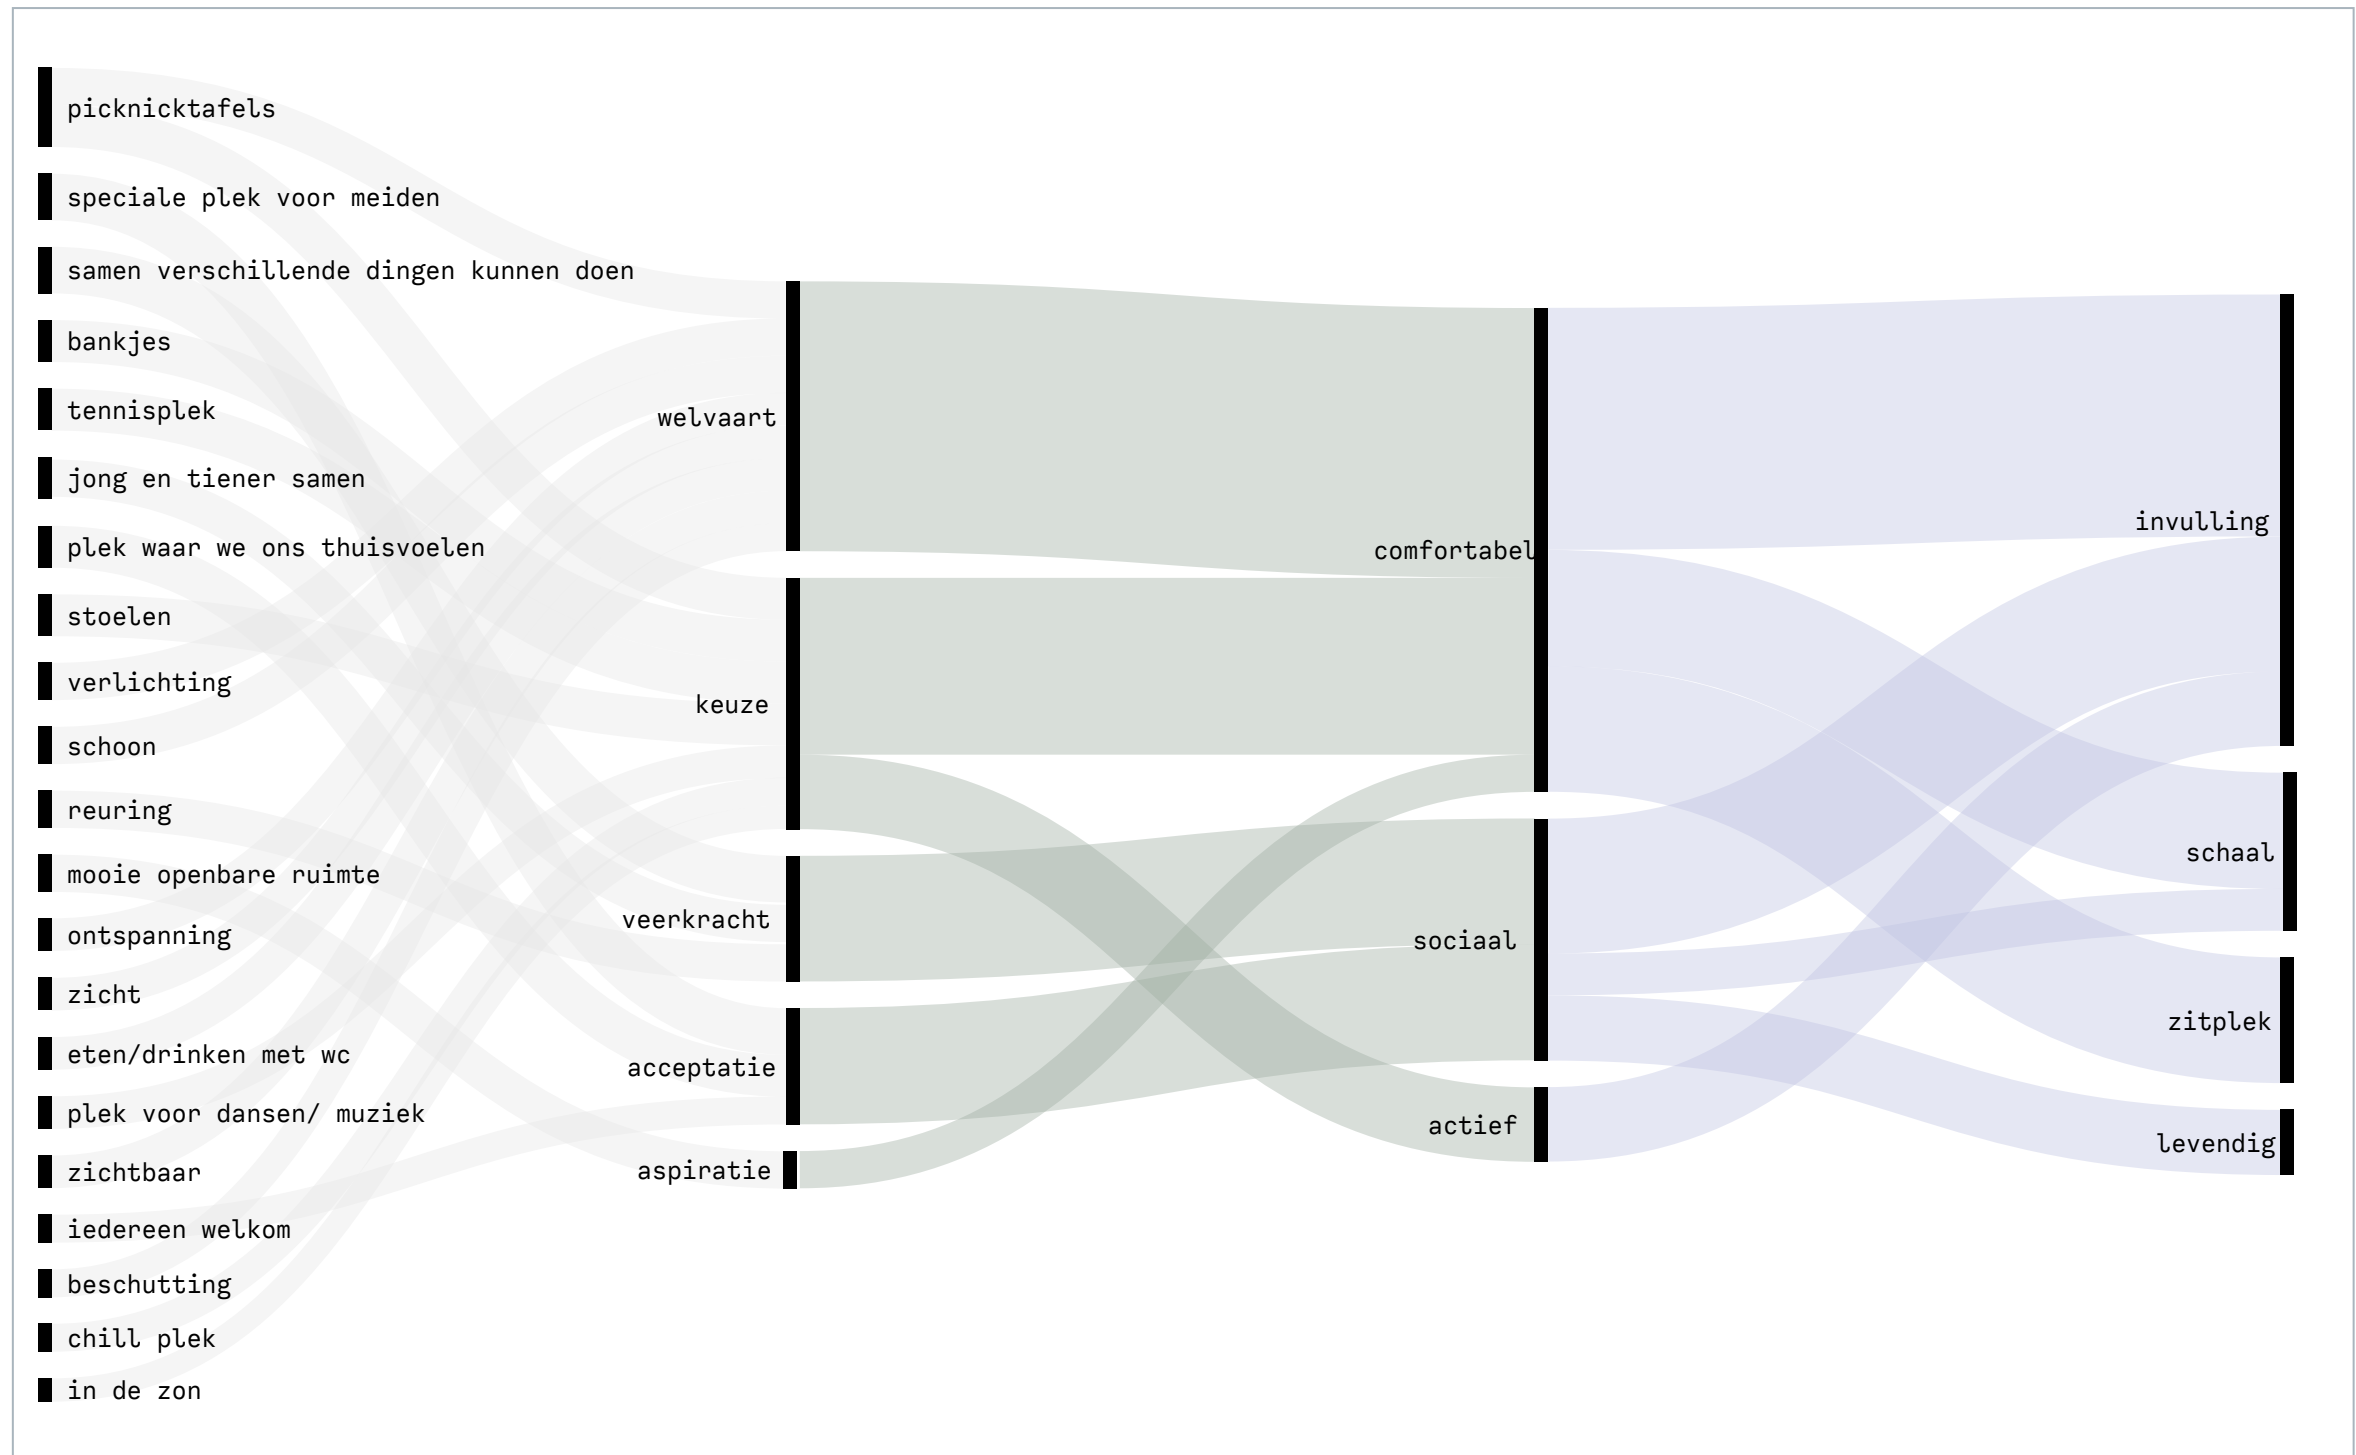 picknicktafels
speciale plek voor meiden
samen verschillende dingen kunnen doen
bankjes
tennisplek
jong en tiener samen
plek waar we ons thuisvoelen
stoelen
verlichting
schoon
reuring
mooie openbare ruimte
ontspanning
zicht
eten/drinken met wc
plek voor dansen/ muziek
zichtbaar
iedereen welkom
beschutting
chill plek
in de zon
welvaart
keuze
veerkracht
acceptatie
aspiratie
comfortabel
sociaal
actief
invulling
schaal
zitplek
levendig